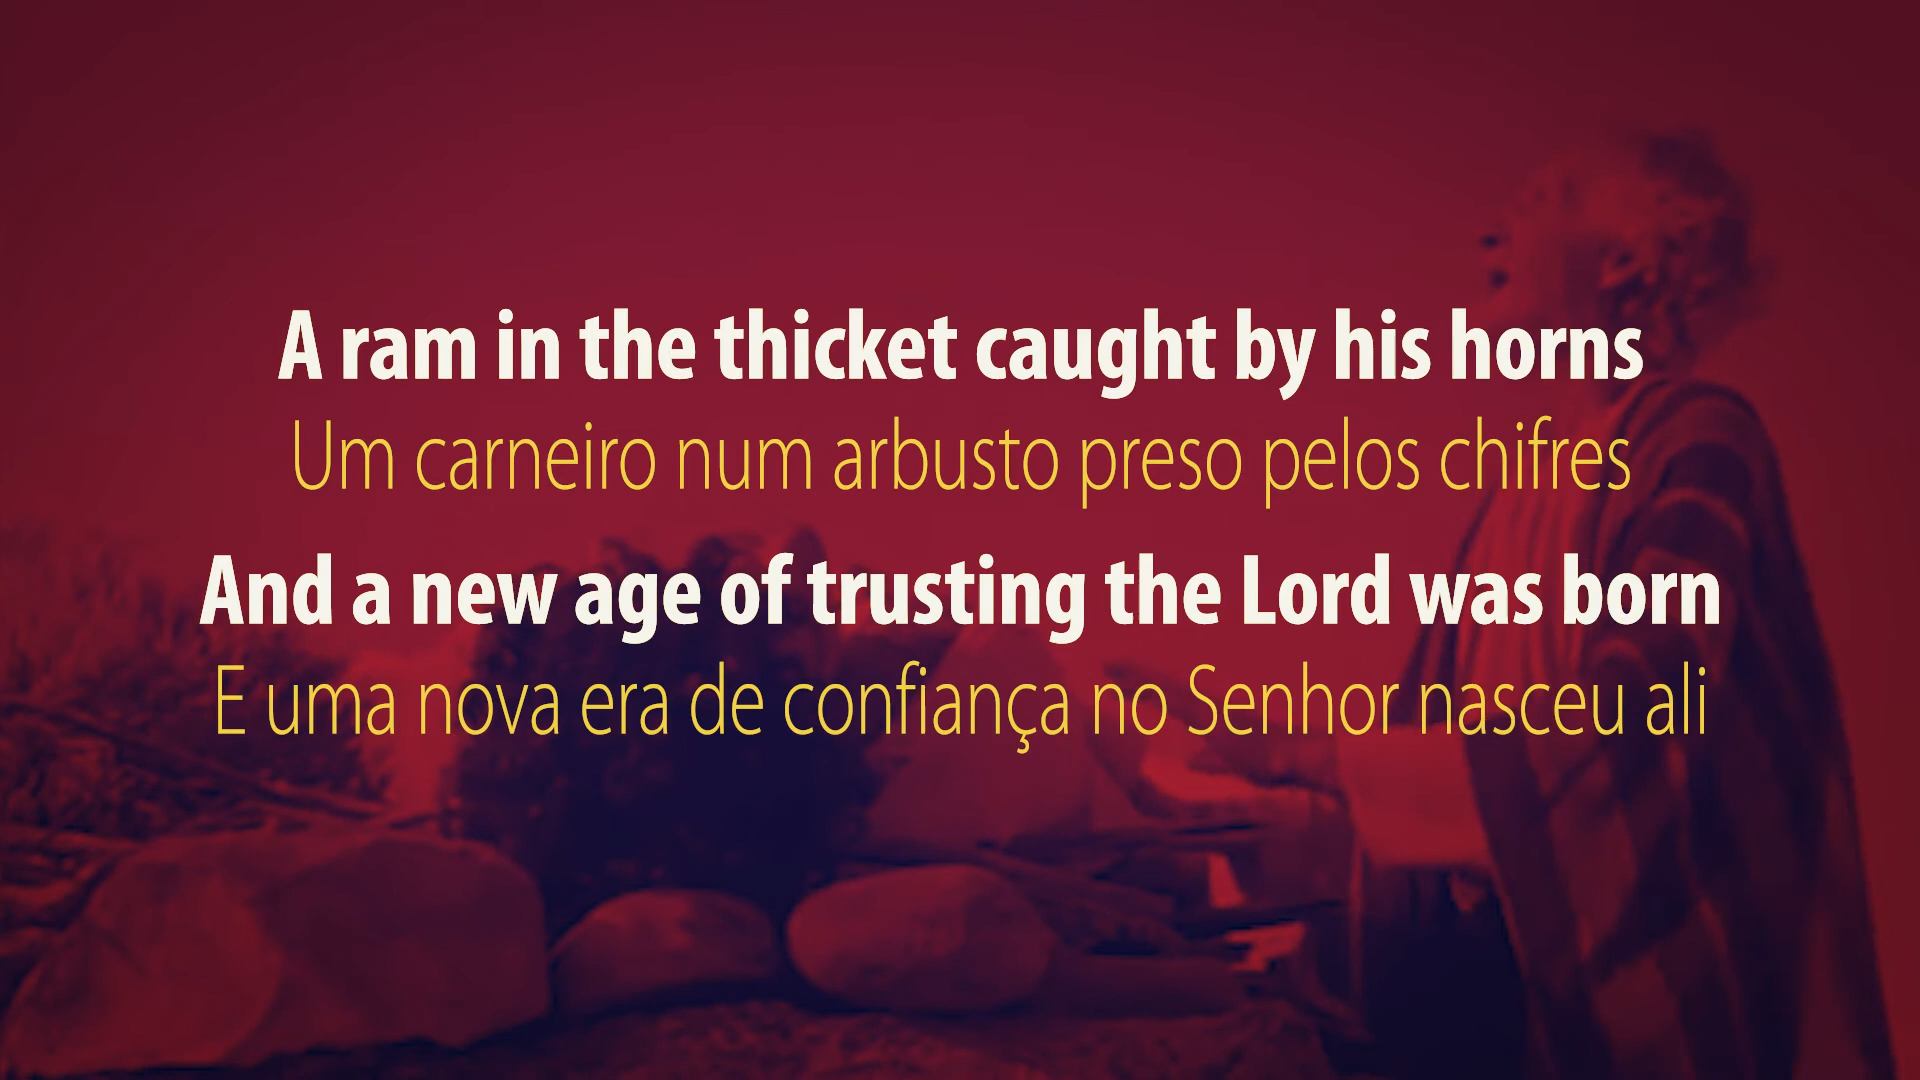 A ram in the thicket caught by his horns
Um carneiro num arbusto preso pelos chifres
And a new age of trusting the Lord was born
E uma nova era de confiança no Senhor nasceu ali